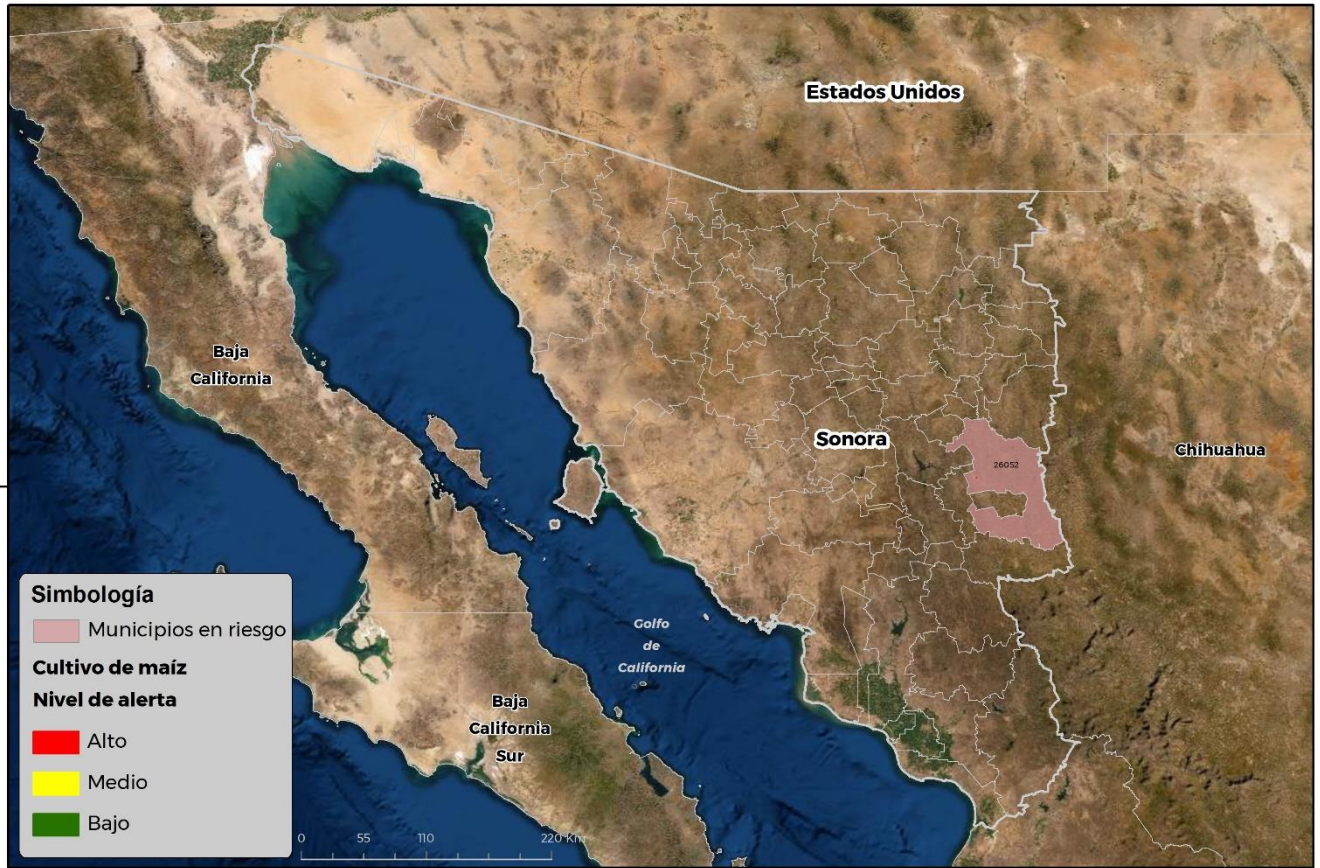 Estados Unidos
Baja
California
Sonora
Chihuahua
26052
Golfo
de
California
Baja
California
Sur
Simbología
Municipios en riesgo
Cultivo de maíz
Nivel de alerta
Alto
Medio
Bajo
0 55 110 220 Km